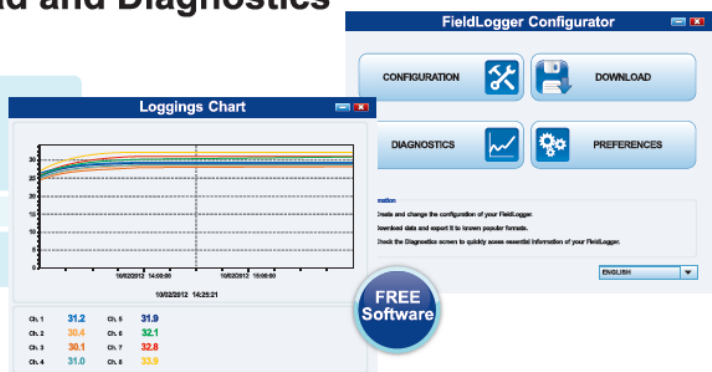 ad and Diagnostics
FieldLogger Configurator
CONFIGURATION
DOWNLOAD
DIAGNOSTICS
PREFERENCES
mation
Create and change the configuration of your FieldLogger.
Download data and export it to known popular formats.
Check the Diagnostics screen to quickly acess essential information of your FieldLogger.
ENGLISH
Loggings Chart
30
25
20
15
10
5
0
10/02/2012 14:00:00
10/02/2012 15:00:00
10/02/2012 14:25:21
Ch. 1 31.2 Ch. 5 31.9
Ch. 2 30.4 Ch. 6 32.1
Ch. 3 30.1 Ch. 7 32.8
Ch. 4 31.0 Ch. 8 33.9
FREE
Software